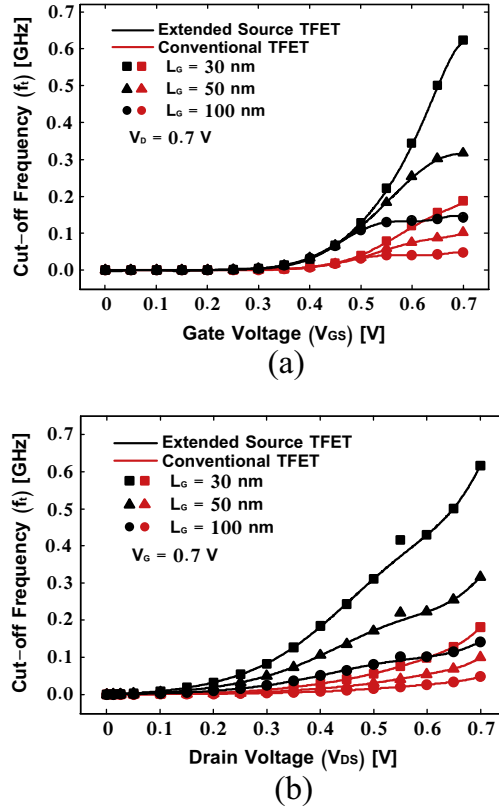 0.7
0.6
0.5
0.4
0.3
0.2
0.1
0.0
Cut-off Frequency (ft) [GHz]
Extended Source TFET
Conventional TFET
LG = 30 nm
LG = 50 nm
LG = 100 nm
VD = 0.7 V
0 0.1 0.2 0.3 0.4 0.5 0.6 0.7
Gate Voltage (VGS) [V]
(a)
0.7
0.6
0.5
0.4
0.3
0.2
0.1
0.0
Cut-off Frequency (ft) [GHz]
Extended Source TFET
Conventional TFET
LG = 30 nm
LG = 50 nm
LG = 100 nm
VG = 0.7 V
0 0.1 0.2 0.3 0.4 0.5 0.6 0.7
Drain Voltage (VDS) [V]
(b)